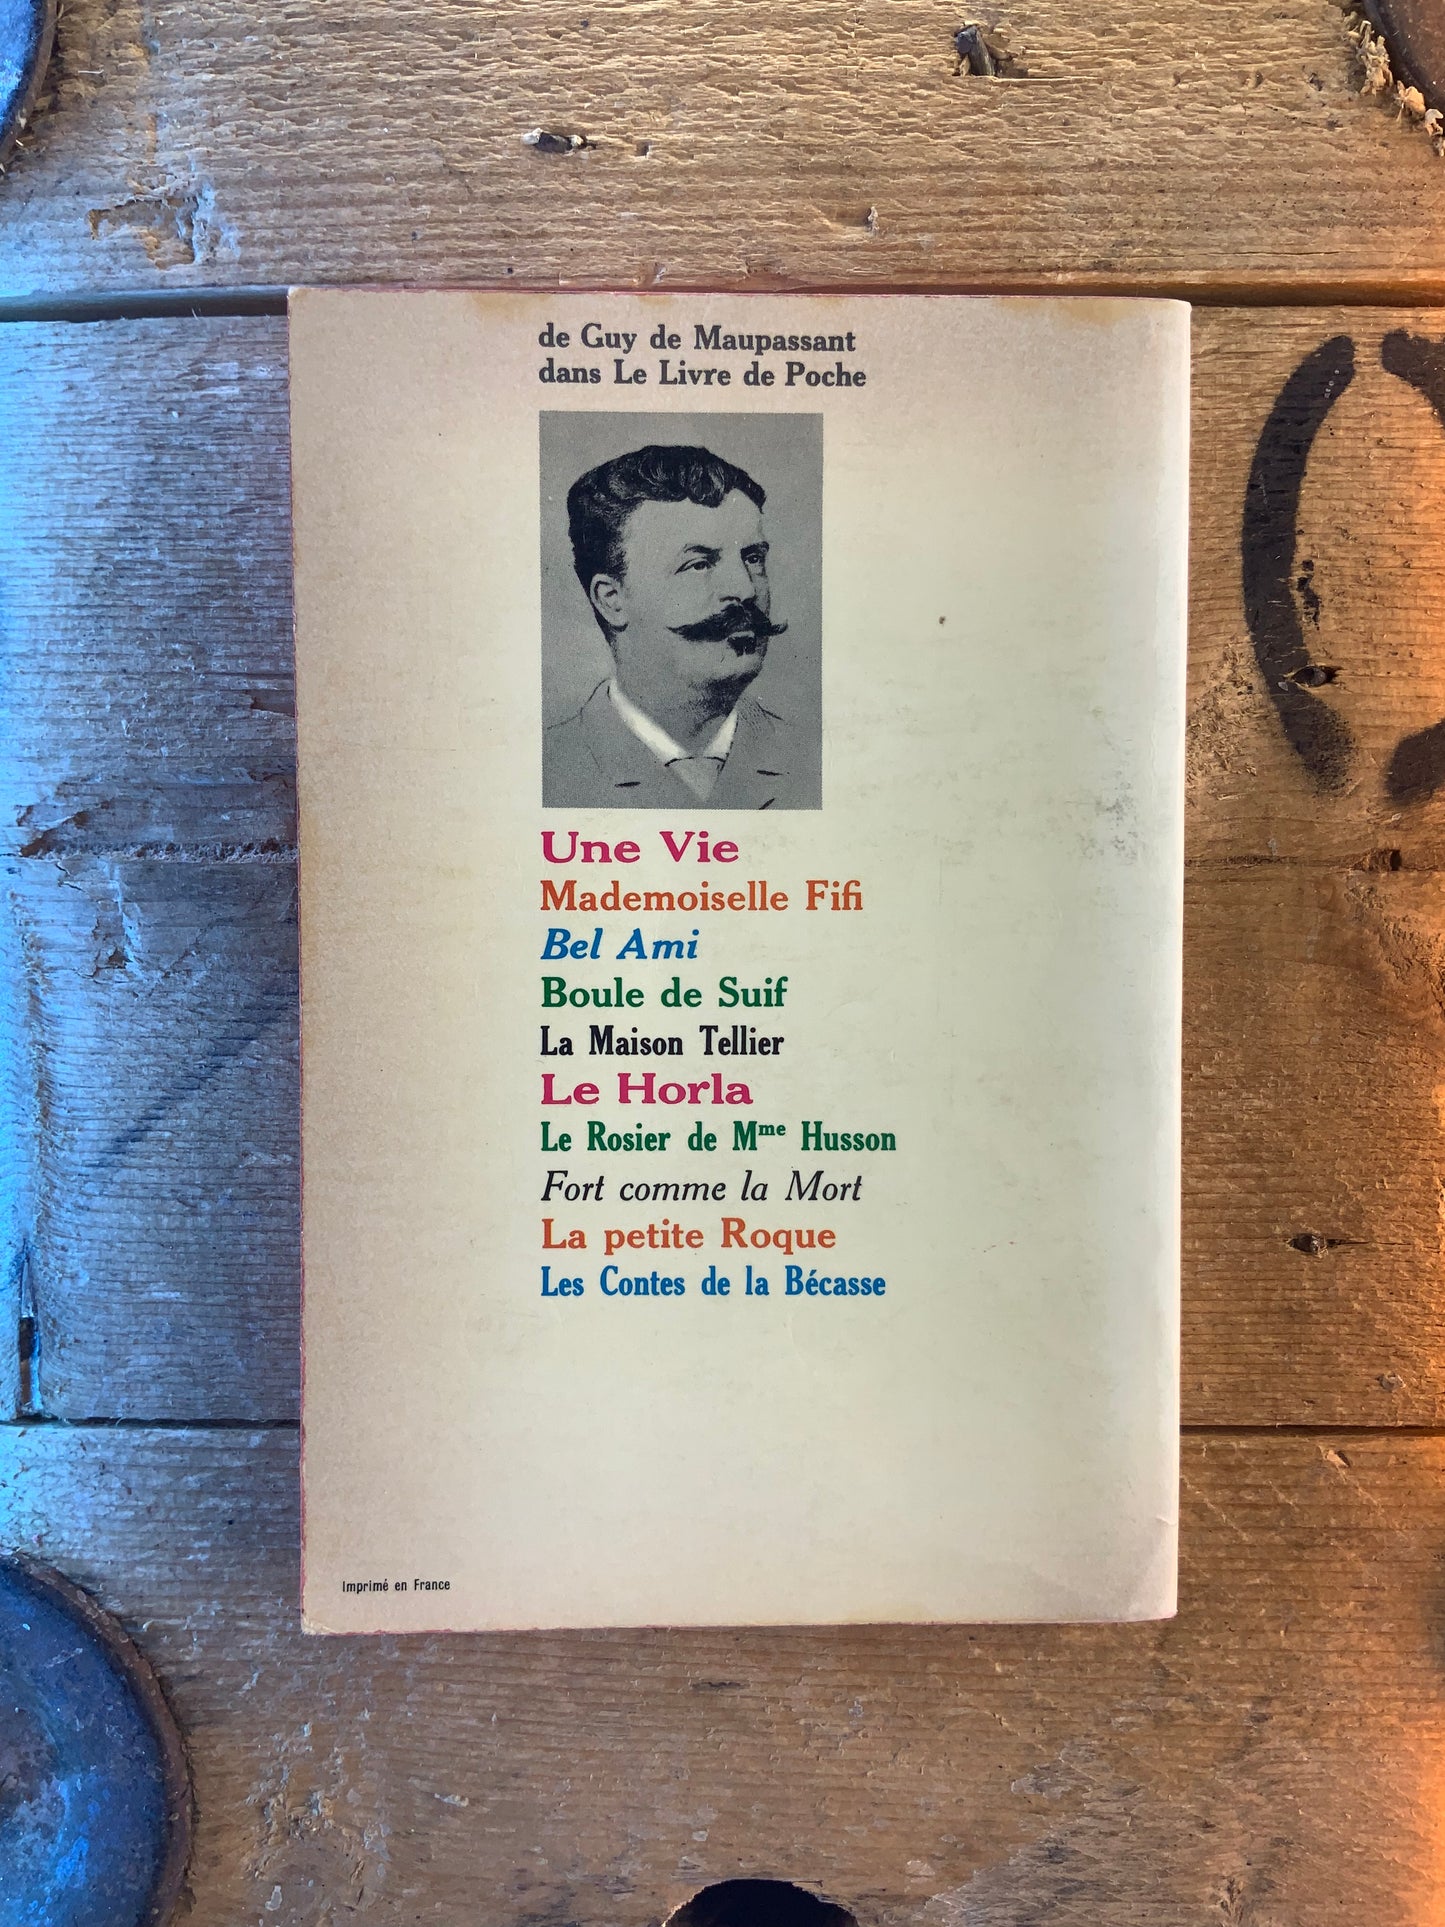 de Guy de Maupassant
dans Le Livre de Poche
Une Vie
Mademoiselle Fifi
Bel Ami
Boule de Suif
La Maison Tellier
Le Horla
Le Rosier de Mme Husson
Fort comme la Mort
La petite Roque
Les Contes de la Bécasse
Imprimé en France